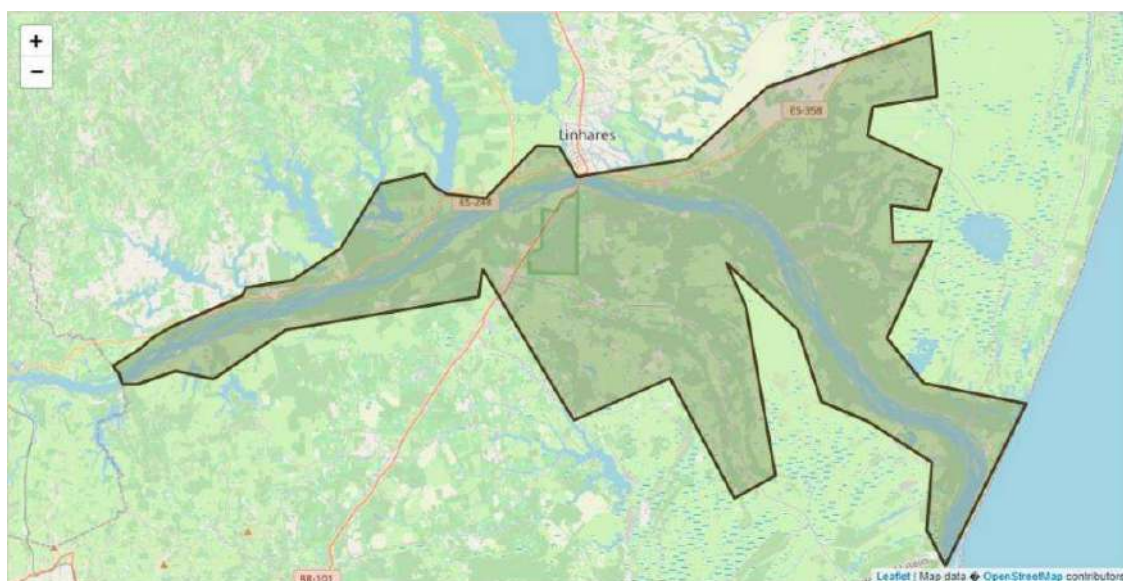 +
−
Linhares
ES-358
ES-248
BR-101
Leaflet | Map data � OpenStreetMap contributors